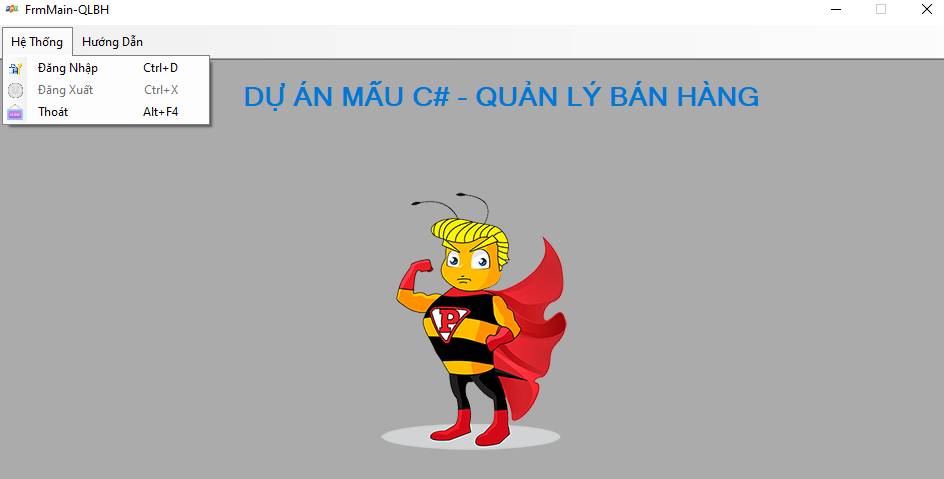 FrmMain-QLBH
Hệ Thống Hướng Dẫn
Đăng Nhập Ctrl+D
Đăng Xuất Ctrl+X
Thoát Alt+F4
DỰ ÁN MẪU C# - QUẢN LÝ BÁN HÀNG
P